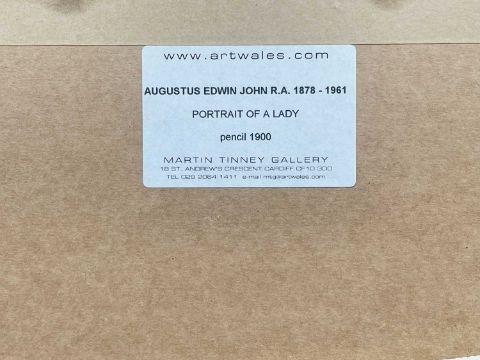 www.artwales.com
AUGUSTUS EDWIN JOHN R.A. 1878 - 1961
PORTRAIT OF A LADY
pencil 1900
MARTIN TINNEY GALLERY
18 ST. ANDREW'S CRESCENT CARDIFF CF10 3DD
TEL 029 2064 1411 e-mail mtg@artwales.com